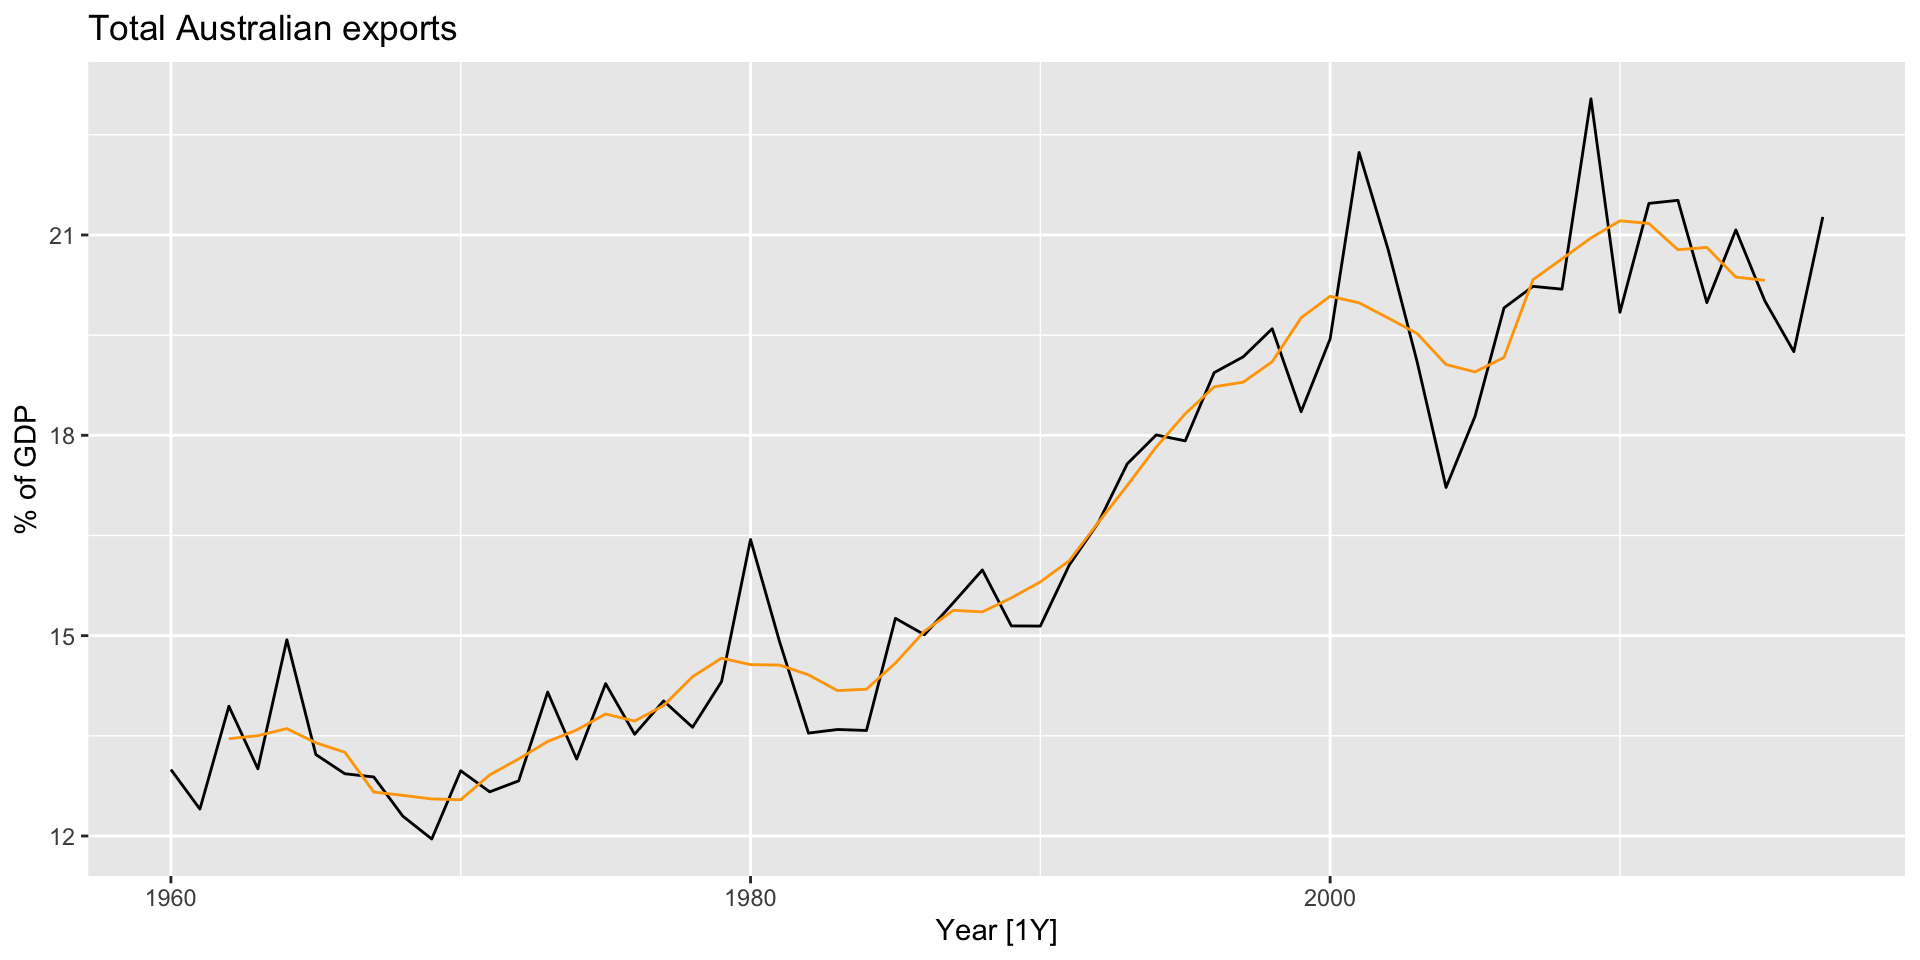 Total Australian exports
21
18
15
12
% of GDP
1960
1980
2000
Year [1Y]